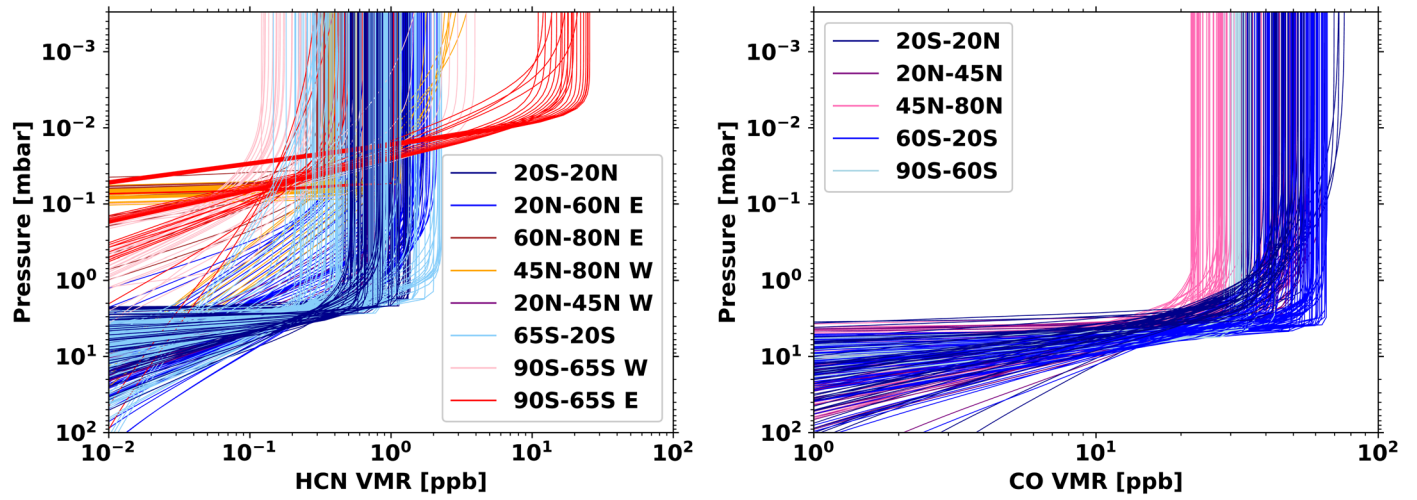 10⁻³
10⁻²
10⁻¹
10⁰
10¹
10²
Pressure [mbar]
20S-20N
20N-60N E
60N-80N E
45N-80N W
20N-45N W
65S-20S
90S-65S W
90S-65S E
10⁻² 10⁻¹ 10⁰ 10¹ 10²
HCN VMR [ppb]
10⁻³
10⁻²
10⁻¹
10⁰
10¹
10²
Pressure [mbar]
20S-20N
20N-45N
45N-80N
60S-20S
90S-60S
10⁰ 10¹ 10²
CO VMR [ppb]